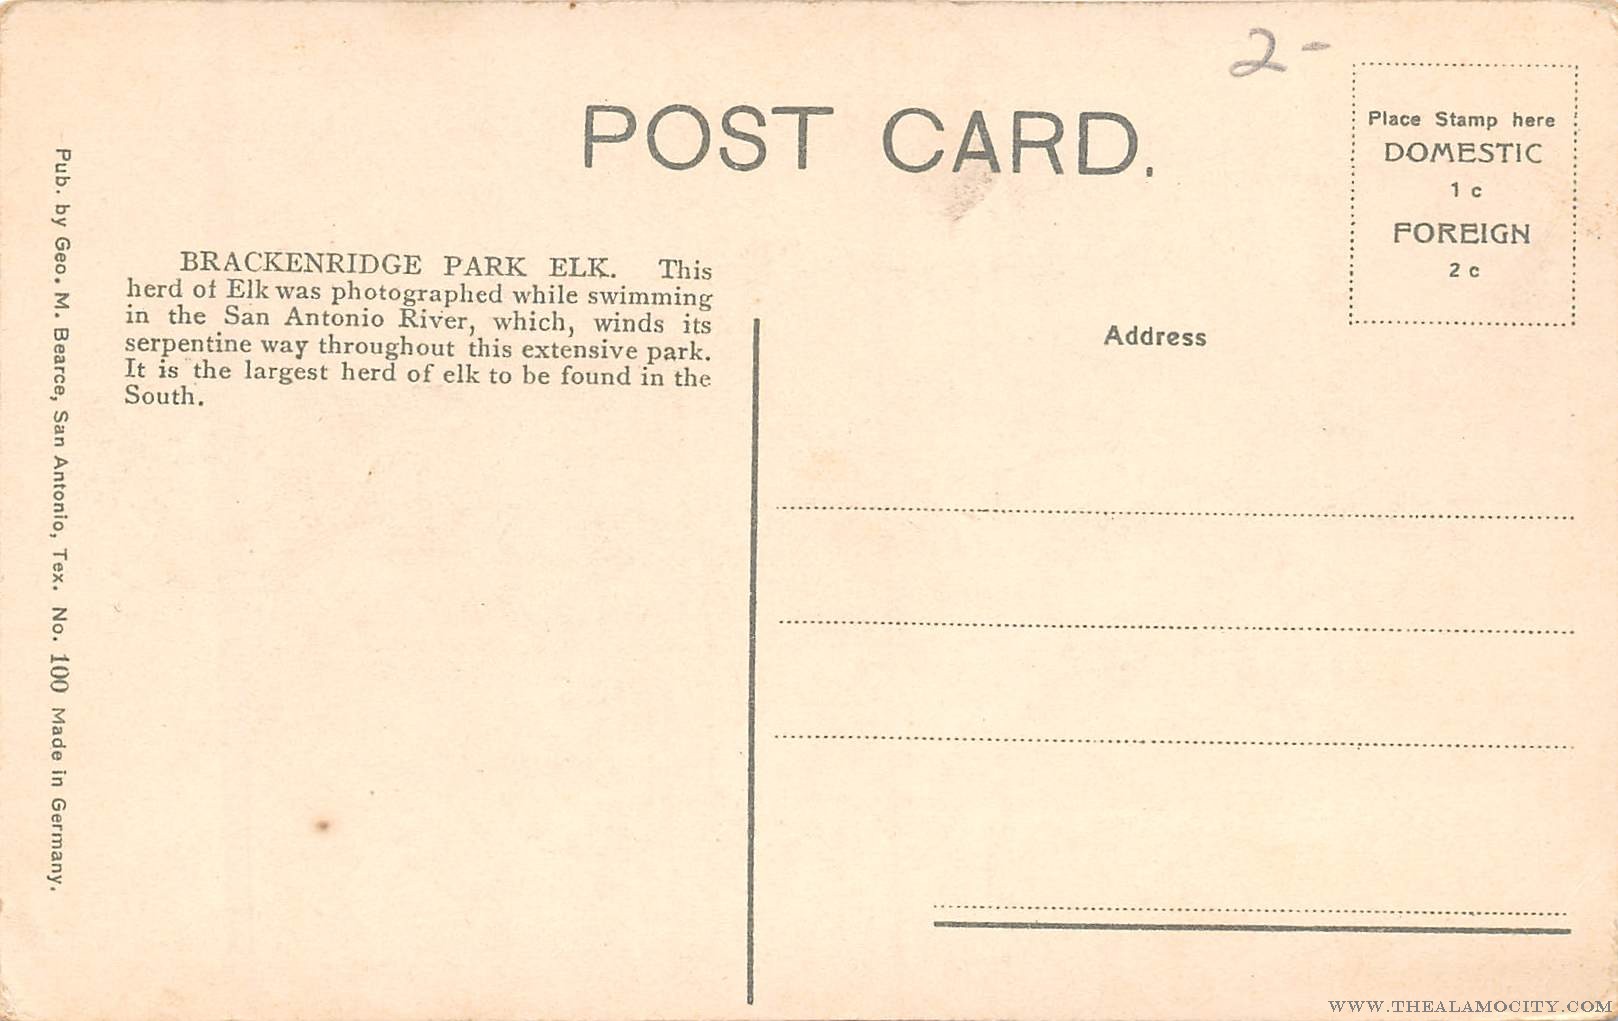 2-
POST CARD.
Place Stamp here
DOMESTIC
1 c
FOREIGN
2 c
Pub. by Geo. M. Bearce, San Antonio, Tex. No. 100 Made in Germany.
BRACKENRIDGE PARK ELK. This
herd of Elk was photographed while swimming
in the San Antonio River, which, winds its
serpentine way throughout this extensive park.
It is the largest herd of elk to be found in the
South.
Address
WWW.THEALAMOCITY.COM